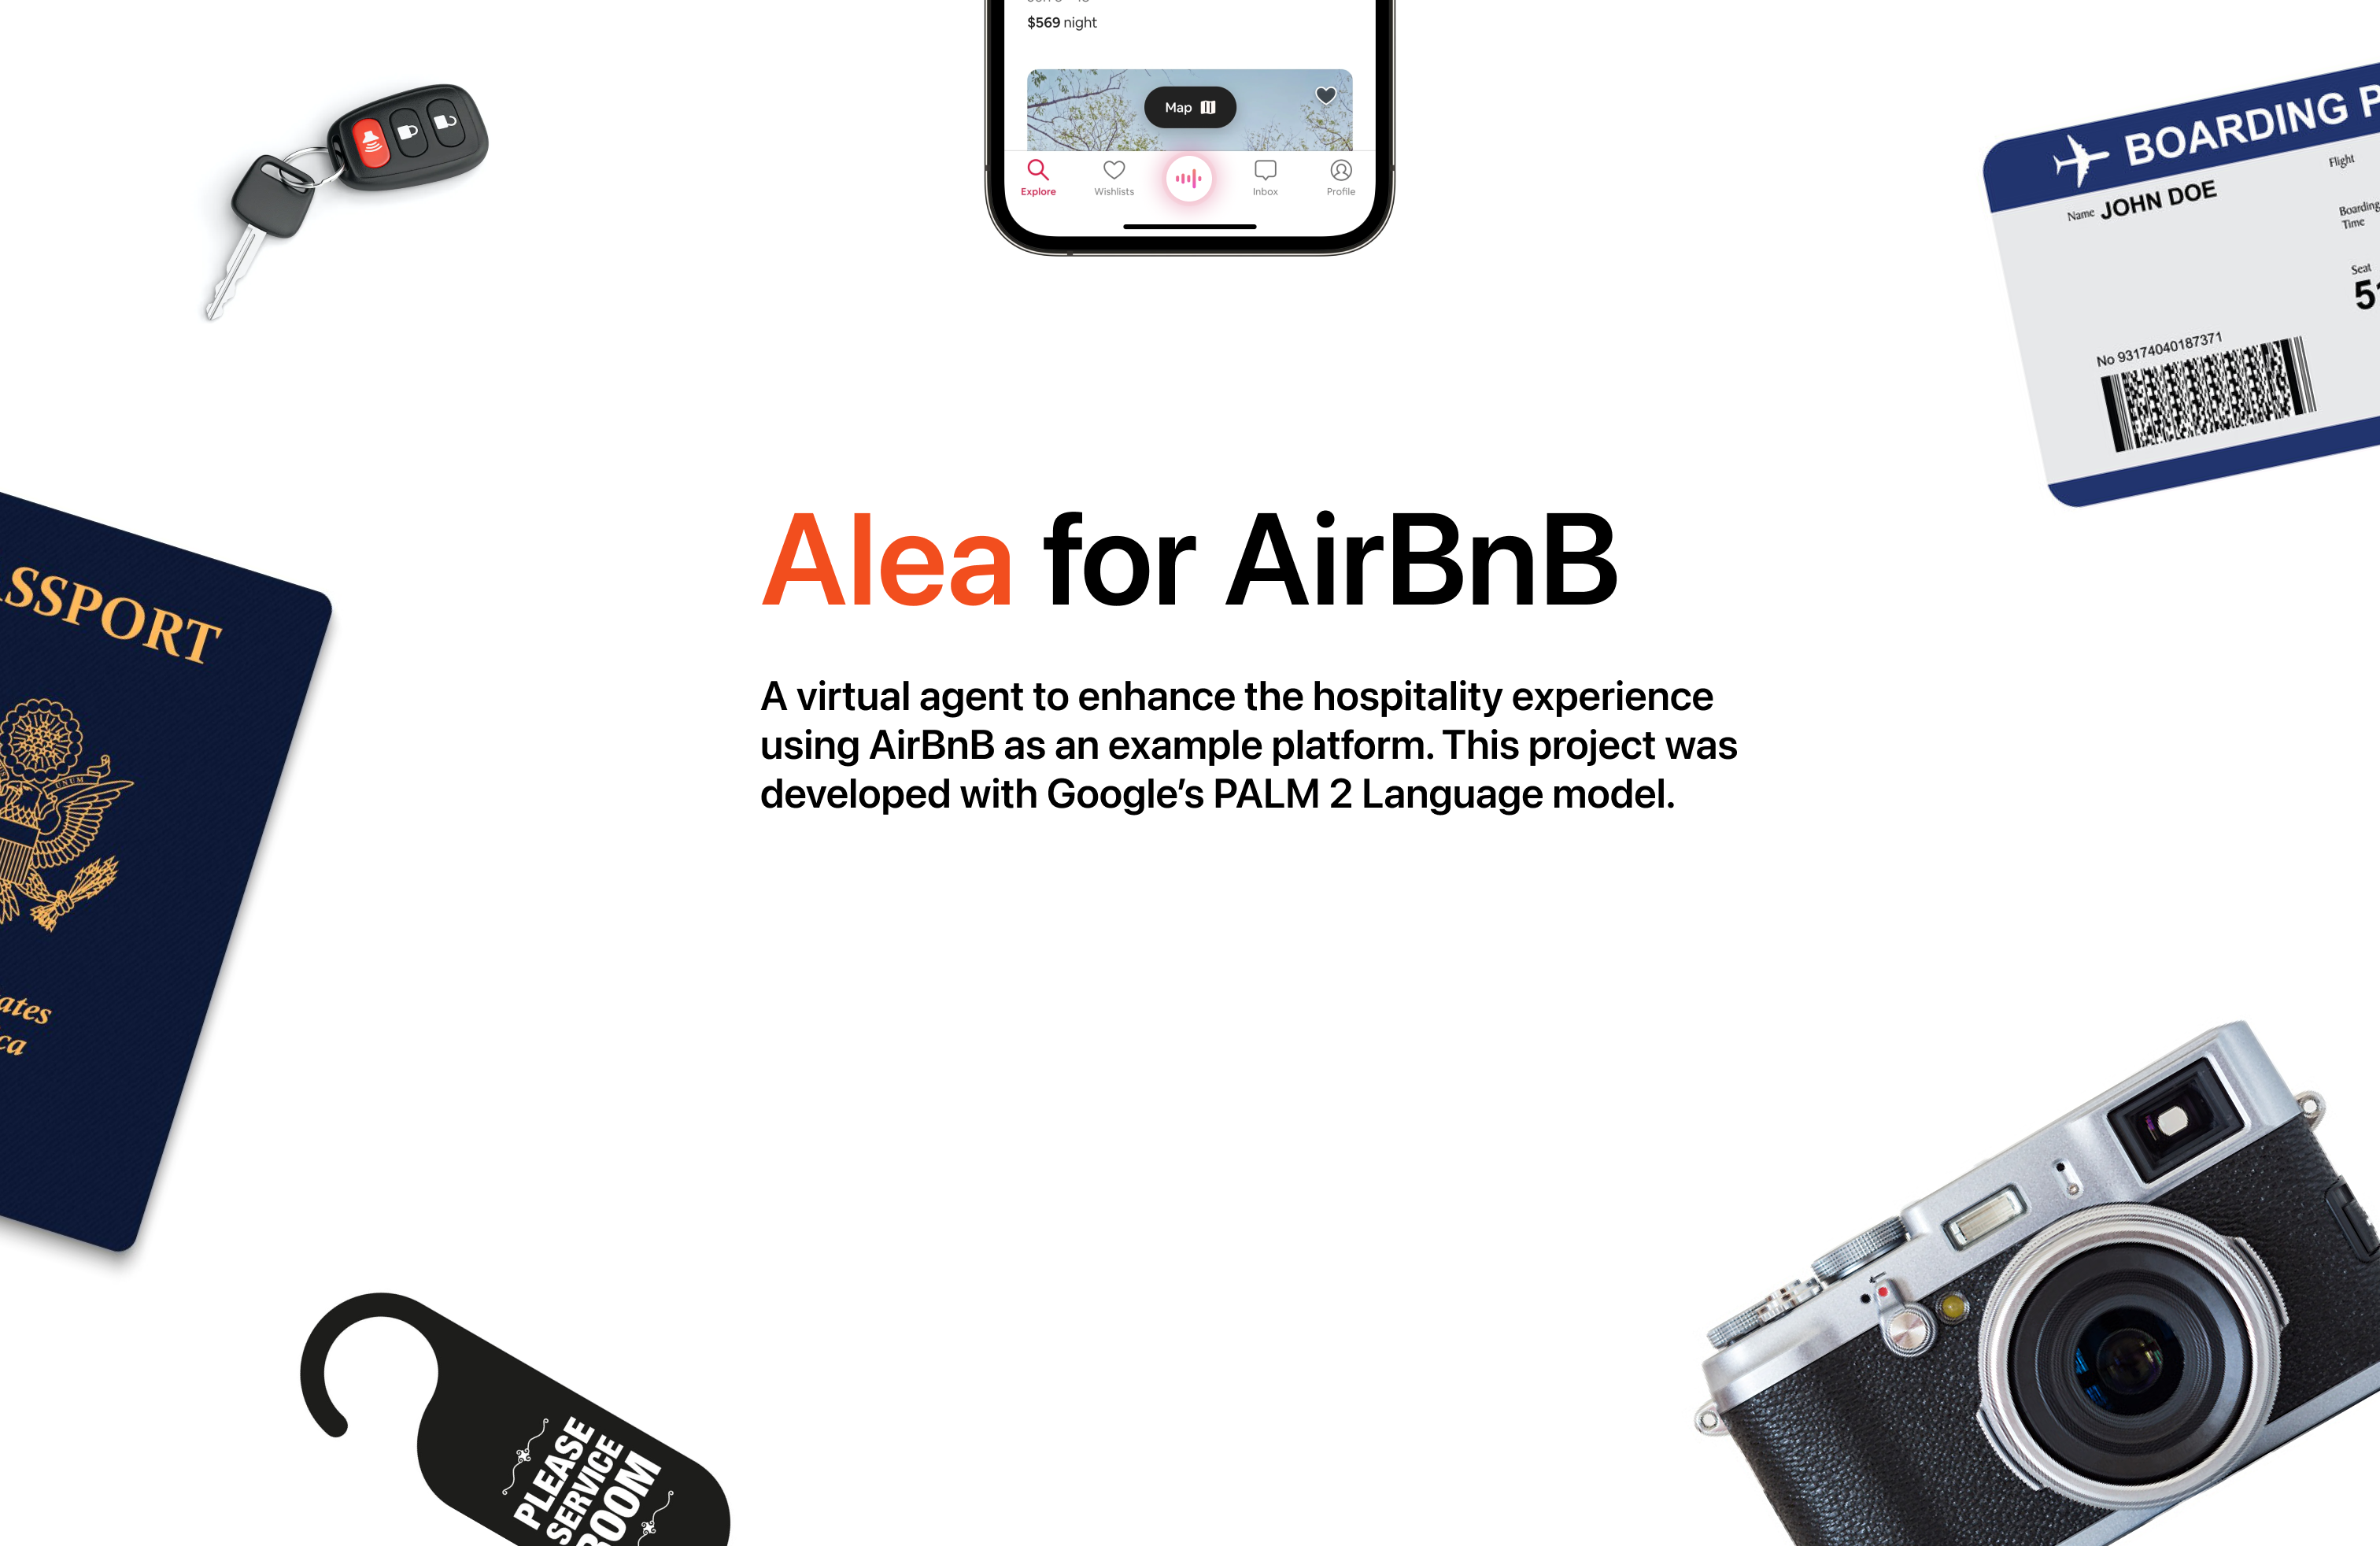 $569 night
Map
Explore
Wishlists
Inbox
Profile
BOARDING P
Name JOHN DOE
Flight
Boarding
Time
Seat
No 93174040187371
Alea for AirBnB
A virtual agent to enhance the hospitality experience
using AirBnB as an example platform. This project was
developed with Google’s PALM 2 Language model.
SSPORT
UNUM
ates
ca
PLEASE
SERVICE
ROOM